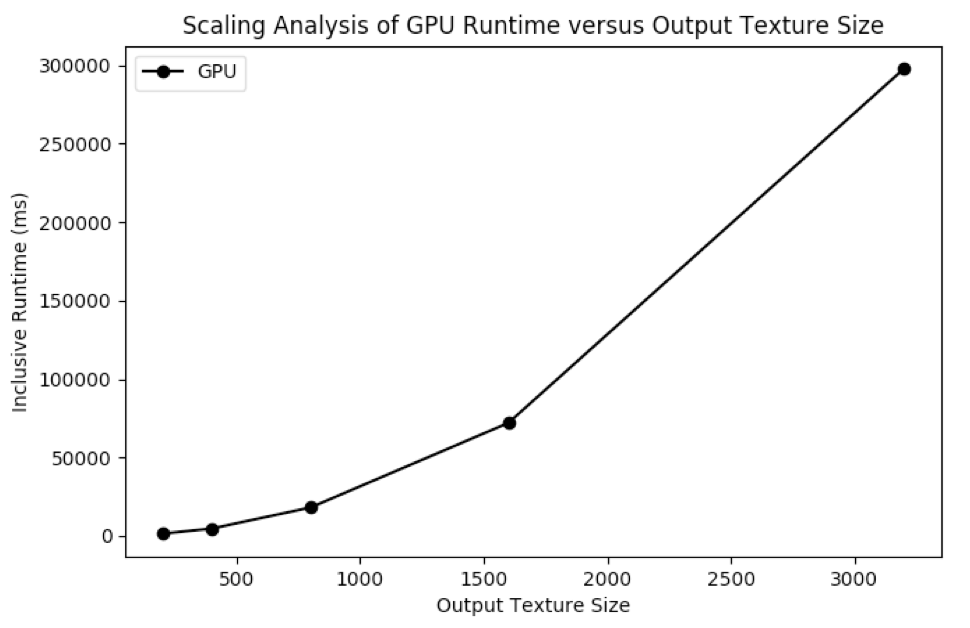 Scaling Analysis of GPU Runtime versus Output Texture Size
GPU
Inclusive Runtime (ms)
300000
250000
200000
150000
100000
50000
0
500 1000 1500 2000 2500 3000
Output Texture Size